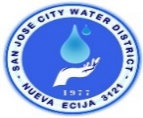 SAN JOSE CITY WATER DISTRICT
1977
NUEVA ECIJA 3121